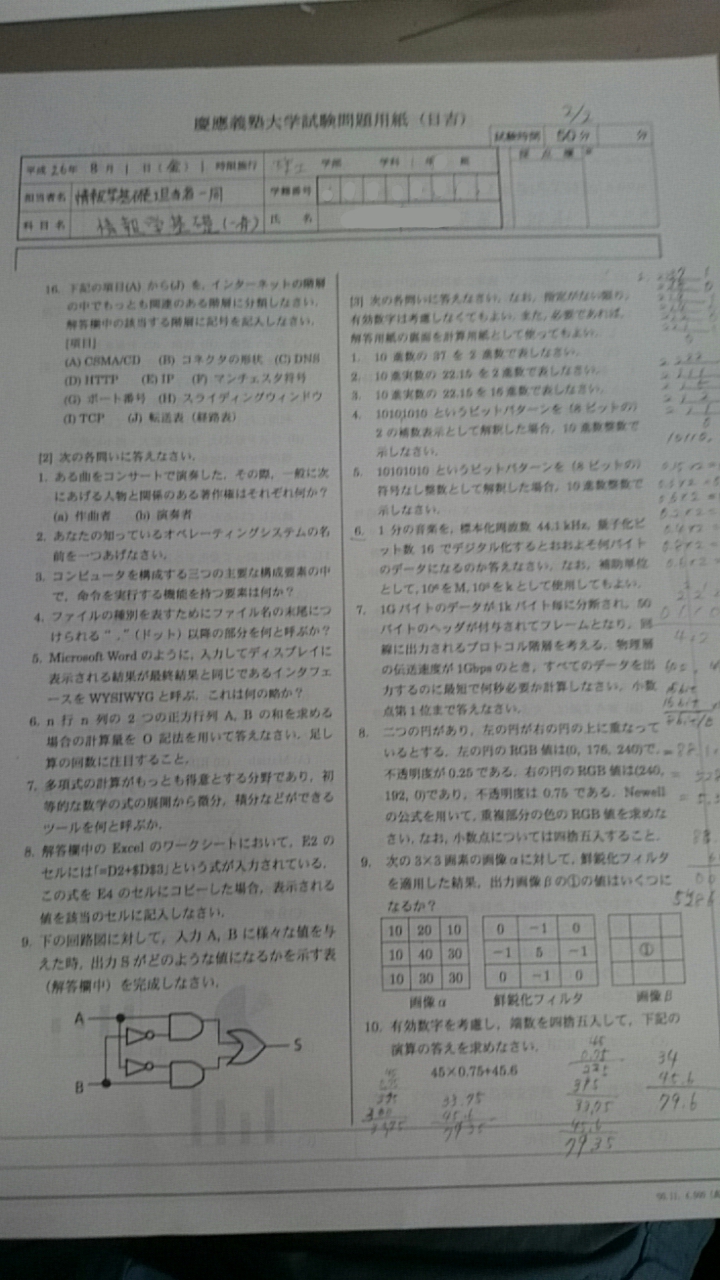 2/2
慶應義塾大学試験問題用紙（日吉）
試験時間 50分 分
平成26年 8月 1日(金) 1時限施行 理工 学部 学科 年 組
採点欄 ※
担当者名 情報学基礎担当者一同 学籍番号
科目名 情報学基礎(一斉) 氏名
16. 下記の項目(A) から(J) を、インターネットの階層
の中でもっとも関連のある階層に分類しなさい。
解答欄中の該当する階層に記号を記入しなさい。
[項目]
(A) CSMA/CD (B) コネクタの形状 (C) DNS
(D) HTTP (E) IP (F) マンチェスタ符号
(G) ポート番号 (H) スライディングウィンドウ
(I) TCP (J) 転送表（経路表）
[2] 次の各問いに答えなさい。
1. ある曲をコンサートで演奏した。その際、一般に次
にあげる人物と関係のある著作権はそれぞれ何か？
(a) 作曲者 (b) 演奏者
2. あなたの知っているオペレーティングシステムの名
前を一つあげなさい。
3. コンピュータを構成する三つの主要な構成要素の中
で、命令を実行する機能を持つ要素は何か？
4. ファイルの種別を表すためにファイル名の末尾につ
けられる “.”（ドット）以降の部分を何と呼ぶか？
5. Microsoft Word のように、入力してディスプレイに
表示される結果が最終結果と同じであるインタフェ
ースを WYSIWYG と呼ぶ。これは何の略か？
6. n 行 n 列の 2 つの正方行列 A, B の和を求める
場合の計算量を O 記法を用いて答えなさい。足し
算の回数に注目すること。
7. 多項式の計算がもっとも得意とする分野であり、初
等的な数学の式の展開から微分、積分などができる
ツールを何と呼ぶか。
8. 解答欄中の Excel のワークシートにおいて、E2 の
セルには「=D2+$D$3」という式が入力されている。
この式を E4 のセルにコピーした場合、表示される
値を該当のセルに記入しなさい。
9. 下の回路図に対して、入力 A, B に様々な値を与
えた時、出力 S がどのような値になるかを示す表
（解答欄中）を完成しなさい。
A
S
B
[3] 次の各問いに答えなさい。なお、指定がない限り、
有効数字は考慮しなくてもよい。また、必要であれば、
解答用紙の裏面を計算用紙として使ってもよい。
1. 10 進数の 37 を 2 進数で表しなさい。
2. 10 進実数の 22.15 を 2 進数で表しなさい。
3. 10 進実数の 22.15 を 16 進数で表しなさい。
4. 10101010 というビットパターンを（8 ビットの）
2 の補数表示として解釈した場合、10 進整数で
示しなさい。
5. 10101010 というビットパターンを（8 ビットの）
符号なし整数として解釈した場合、10 進整数で
示しなさい。
6. 1 分の音楽を、標本化周波数 44.1 kHz、量子化ビ
ット数 16 でデジタル化するとおおよそ何バイト
のデータになるのか答えなさい。なお、補助単位
として、10⁶ を M、10³ を k として使用してもよい。
7. 1G バイトのデータが 1k バイト毎に分断され、50
バイトのヘッダが付与されてフレームとなり、回
線に出力されるプロトコル階層を考える。物理層
の伝送速度が 1Gbps のとき、すべてのデータを出
力するのに最短で何秒必要か計算しなさい。小数
点第 1 位まで答えなさい。
8. 二つの円があり、左の円が右の円の上に重なって
いるとする。左の円の RGB 値は(0, 176, 240)で、
不透明度が 0.25 である。右の円の RGB 値は(240,
192, 0)であり、不透明度は 0.75 である。Newell
の公式を用いて、重複部分の色の RGB 値を求めな
さい。なお、小数点については四捨五入すること。
9. 次の 3×3 画素の画像αに対して、鮮鋭化フィルタ
を適用した結果、出力画像βの①の値はいくつに
なるか？
10 20 10 0 −1 0
10 40 30 −1 5 −1 ①
10 30 30 0 −1 0
画像α 鮮鋭化フィルタ 画像β
10. 有効数字を考慮し、端数を四捨五入して、下記の
演算の答えを求めなさい。
45×0.75+45.6
33.75
45.6
79.35
45
0.75
225
33.75
45.6
79.35
34
45.6
79.6